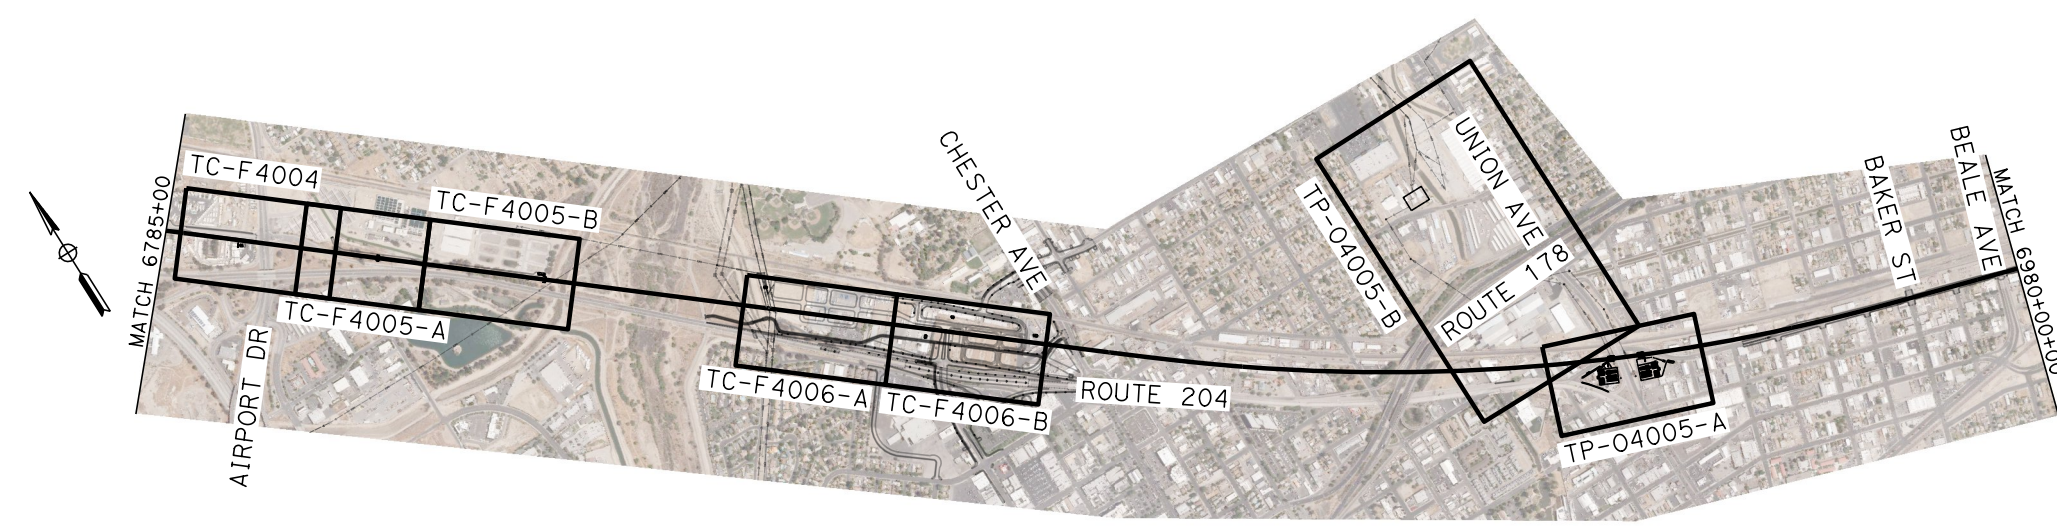 MATCH 6785+00
TC-F4004
TC-F4005-A
TC-F4005-B
AIRPORT DR
TC-F4006-A
TC-F4006-B
CHESTER AVE
ROUTE 204
TP-04005-B
UNION AVE
ROUTE 178
TP-04005-A
BAKER ST
BEALE AVE
MATCH 6980+00+00